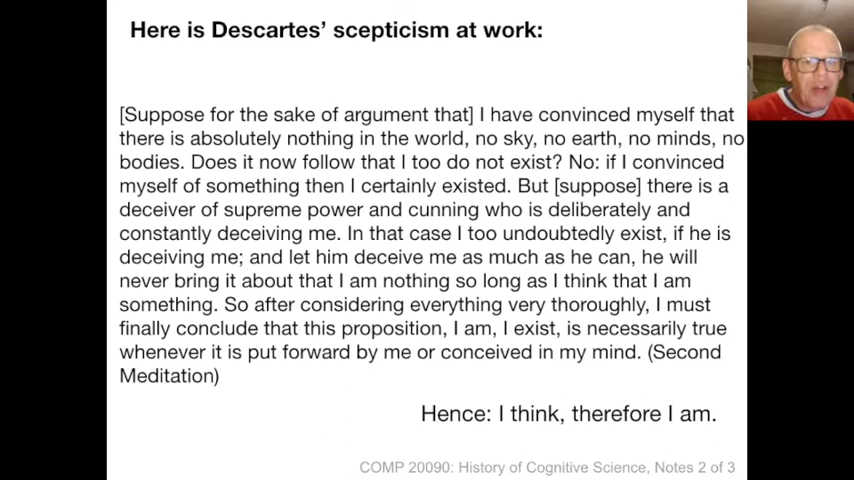 Here is Descartes’ scepticism at work:
[Suppose for the sake of argument that] I have convinced myself that
there is absolutely nothing in the world, no sky, no earth, no minds, no
bodies. Does it now follow that I too do not exist? No: if I convinced
myself of something then I certainly existed. But [suppose] there is a
deceiver of supreme power and cunning who is deliberately and
constantly deceiving me. In that case I too undoubtedly exist, if he is
deceiving me; and let him deceive me as much as he can, he will
never bring it about that I am nothing so long as I think that I am
something. So after considering everything very thoroughly, I must
finally conclude that this proposition, I am, I exist, is necessarily true
whenever it is put forward by me or conceived in my mind. (Second
Meditation)
Hence: I think, therefore I am.
COMP 20090: History of Cognitive Science, Notes 2 of 3